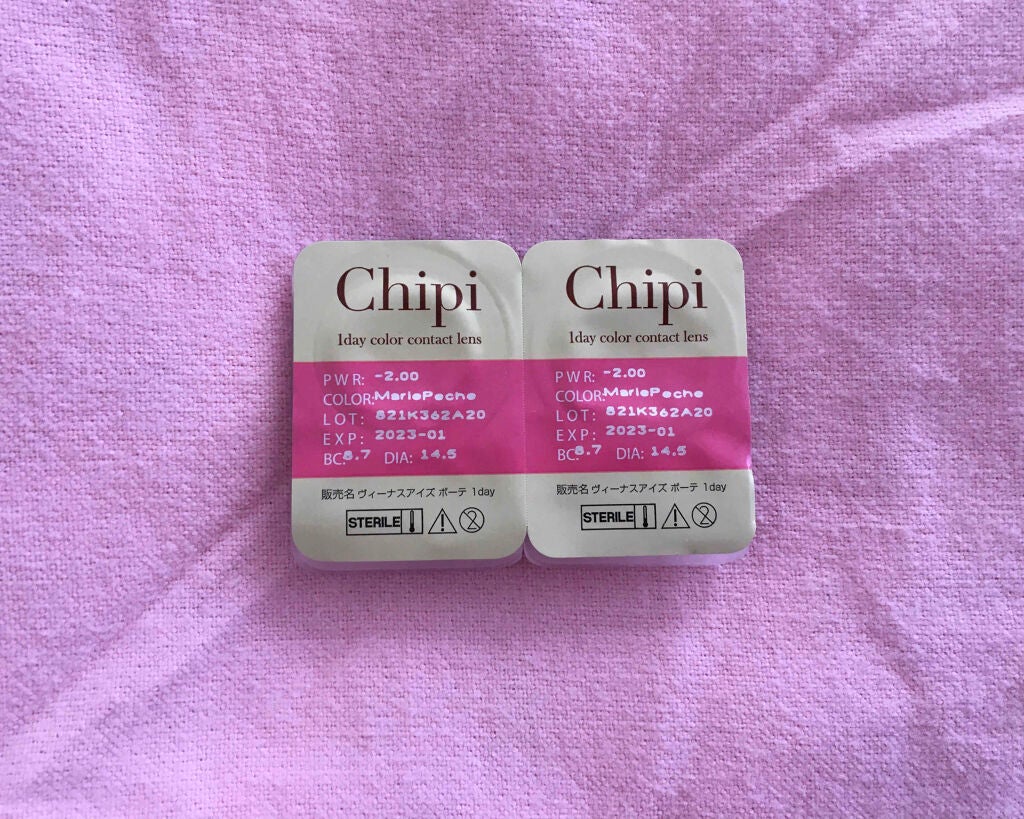 Chipi
1day color contact lens
PWR: -2.00
COLOR:MariePeche
LOT: 821K362A20
EXP: 2023-01
BC:8.7 DIA: 14.5
販売名 ヴィーナスアイズ ボーテ 1day
STERILE
2
Chipi
1day color contact lens
PWR: -2.00
COLOR:MariePeche
LOT: 821K362A20
EXP: 2023-01
BC:8.7 DIA: 14.5
販売名 ヴィーナスアイズ ボーテ 1day
STERILE
2